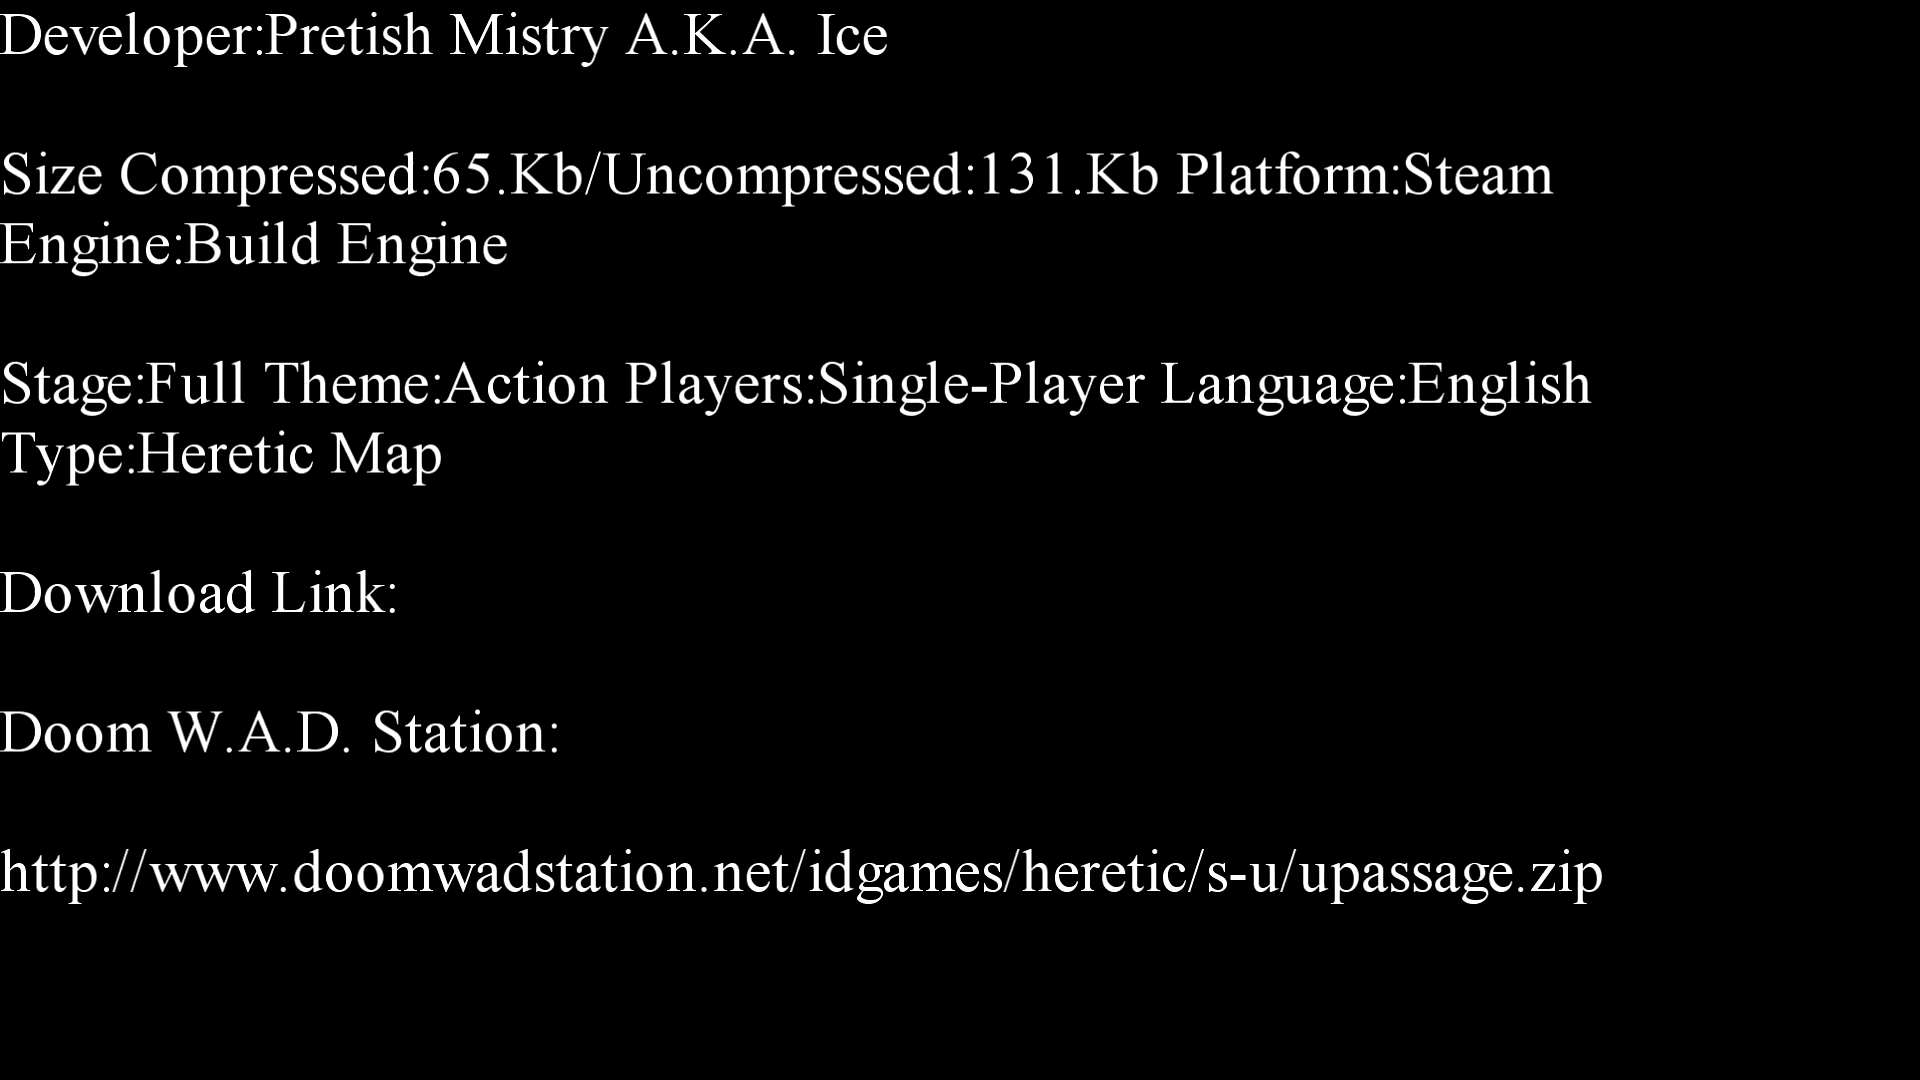 Developer:Pretish Mistry A.K.A. Ice
Size Compressed:65.Kb/Uncompressed:131.Kb Platform:Steam
Engine:Build Engine
Stage:Full Theme:Action Players:Single-Player Language:English
Type:Heretic Map
Download Link:
Doom W.A.D. Station:
http://www.doomwadstation.net/idgames/heretic/s-u/upassage.zip